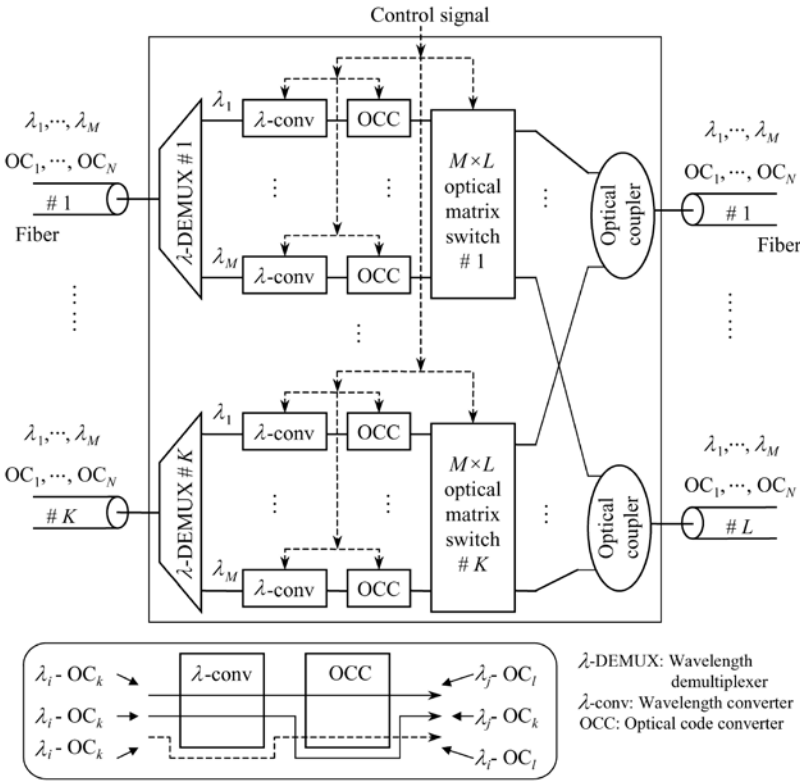 Control signal
λ1,···, λM
OC1,···, OCN
# 1
Fiber
λ-DEMUX # 1
λ1
λ-conv
OCC
λM
λ-conv
OCC
M×L
optical
matrix
switch
# 1
Optical
coupler
λ1,···, λM
OC1,···, OCN
# 1
Fiber
λ1,···, λM
OC1,···, OCN
# K
λ-DEMUX # K
λ1
λ-conv
OCC
λM
λ-conv
OCC
M×L
optical
matrix
switch
# K
Optical
coupler
λ1,···, λM
OC1,···, OCN
# L
λi- OCk
λi- OCk
λi- OCk
λ-conv
OCC
λj- OCl
λj- OCk
λi- OCl
λ-DEMUX: Wavelength
demultiplexer
λ-conv: Wavelength converter
OCC: Optical code converter